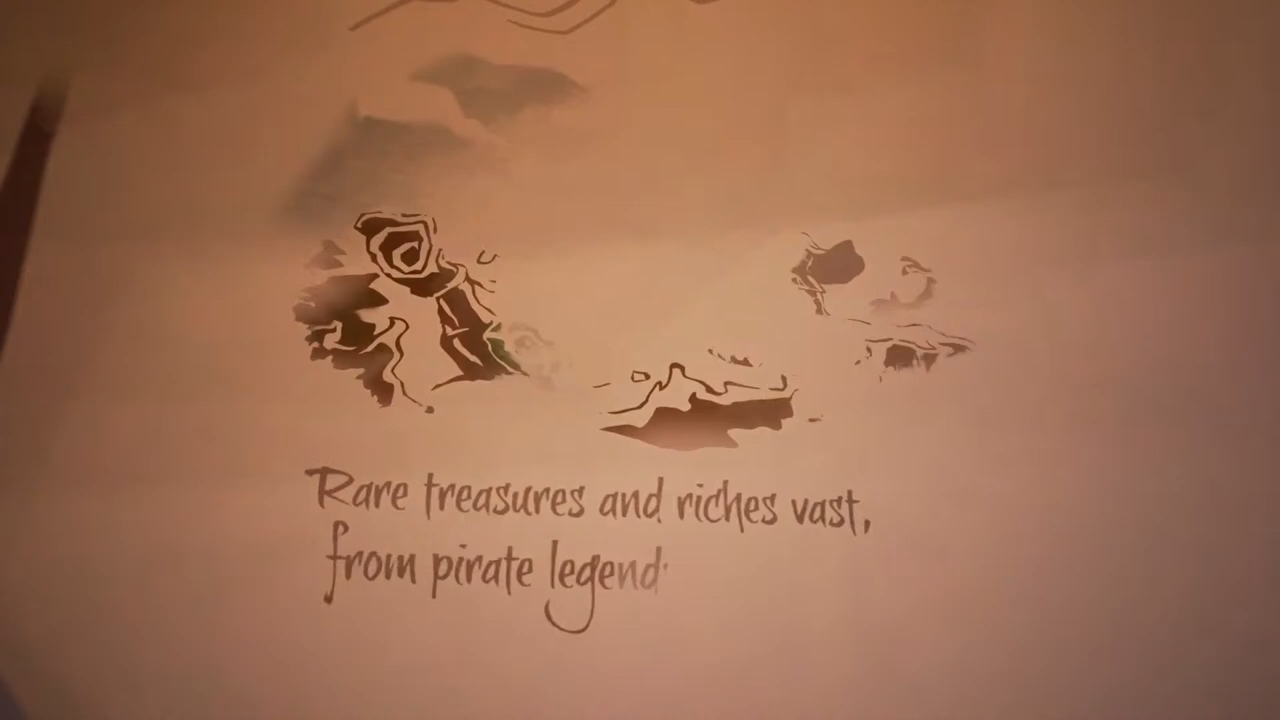 Rare treasures and riches vast,
from pirate legend